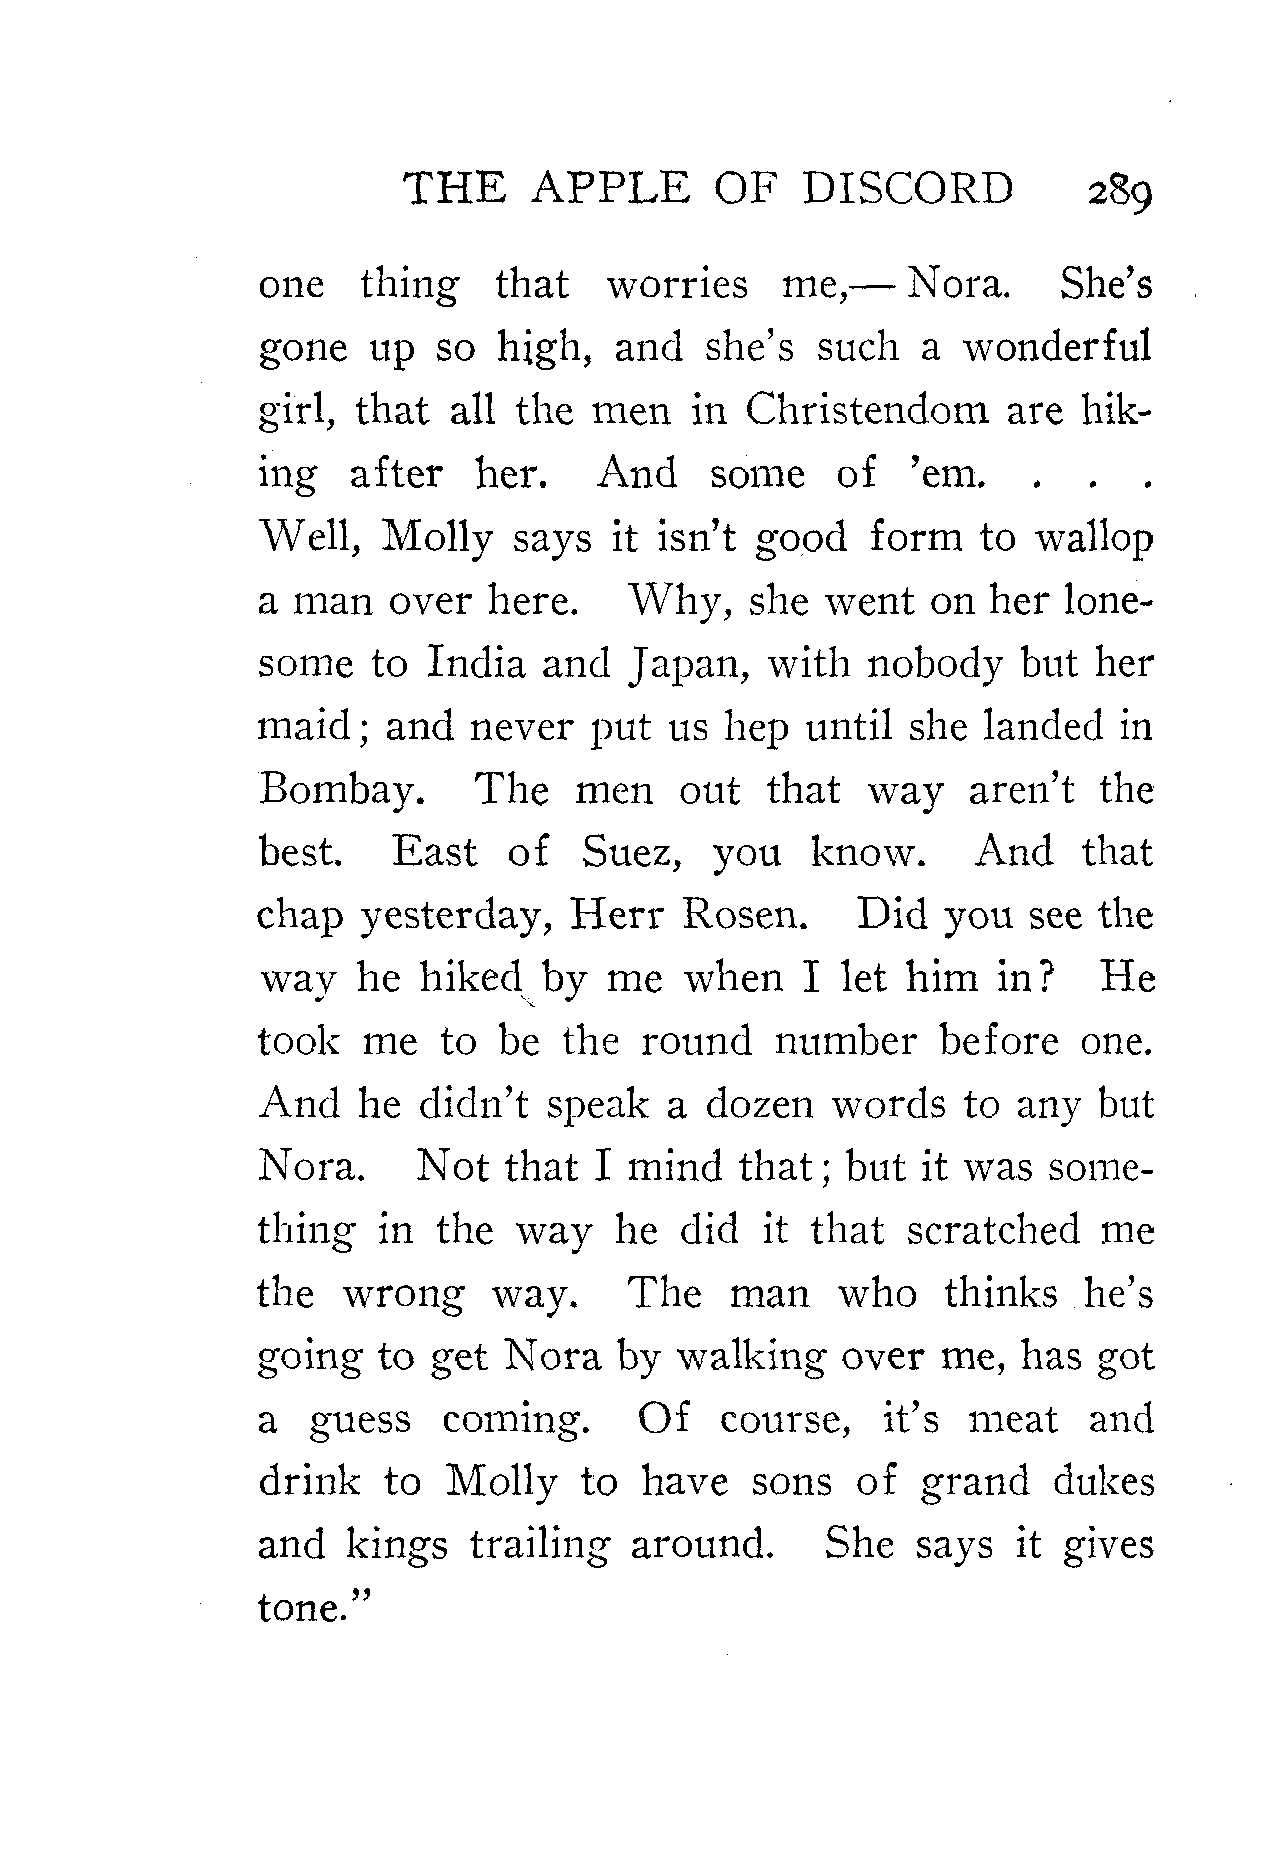 THE APPLE OF DISCORD 289
one thing that worries me,— Nora. She's
gone up so high, and she's such a wonderful
girl, that all the men in Christendom are hik-
ing after her. And some of 'em. . . .
Well, Molly says it isn't good form to wallop
a man over here. Why, she went on her lone-
some to India and Japan, with nobody but her
maid; and never put us hep until she landed in
Bombay. The men out that way aren't the
best. East of Suez, you know. And that
chap yesterday, Herr Rosen. Did you see the
way he hiked by me when I let him in? He
took me to be the round number before one.
And he didn't speak a dozen words to any but
Nora. Not that I mind that; but it was some-
thing in the way he did it that scratched me
the wrong way. The man who thinks he's
going to get Nora by walking over me, has got
a guess coming. Of course, it's meat and
drink to Molly to have sons of grand dukes
and kings trailing around. She says it gives
tone."